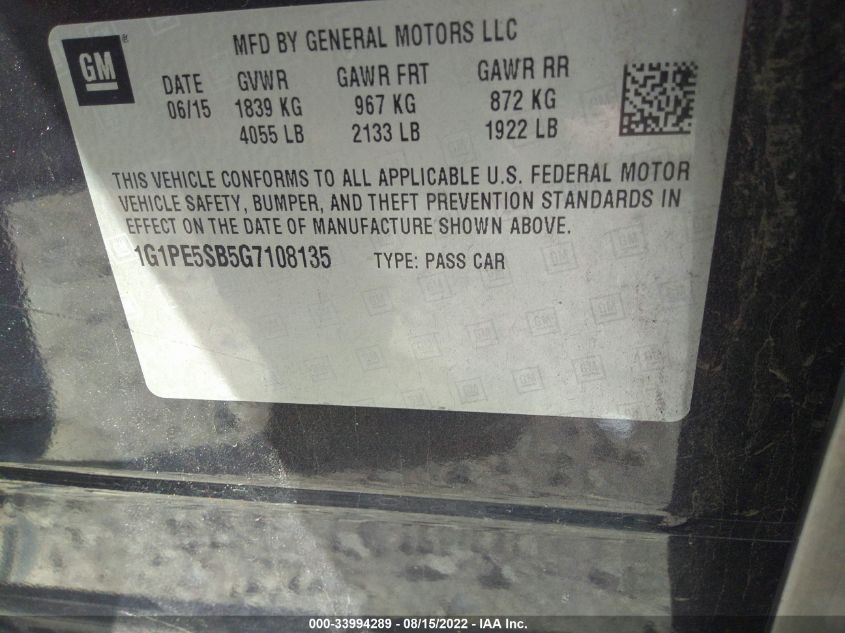 GM ®
MFD BY GENERAL MOTORS LLC
DATE GVWR GAWR FRT GAWR RR
06/15 1839 KG 967 KG 872 KG
4055 LB 2133 LB 1922 LB
THIS VEHICLE CONFORMS TO ALL APPLICABLE U.S. FEDERAL MOTOR
VEHICLE SAFETY, BUMPER, AND THEFT PREVENTION STANDARDS IN
EFFECT ON THE DATE OF MANUFACTURE SHOWN ABOVE.
1G1PE5SB5G7108135 TYPE: PASS CAR
000-33994289 - 08/15/2022 - IAA Inc.